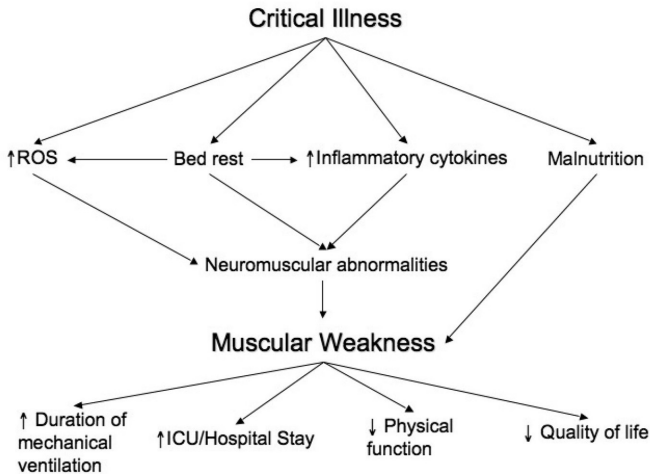 Critical Illness
↑ROS
Bed rest
↑Inflammatory cytokines
Malnutrition
Neuromuscular abnormalities
Muscular Weakness
↑ Duration of
mechanical
ventilation
↑ICU/Hospital Stay
↓ Physical
function
↓ Quality of life